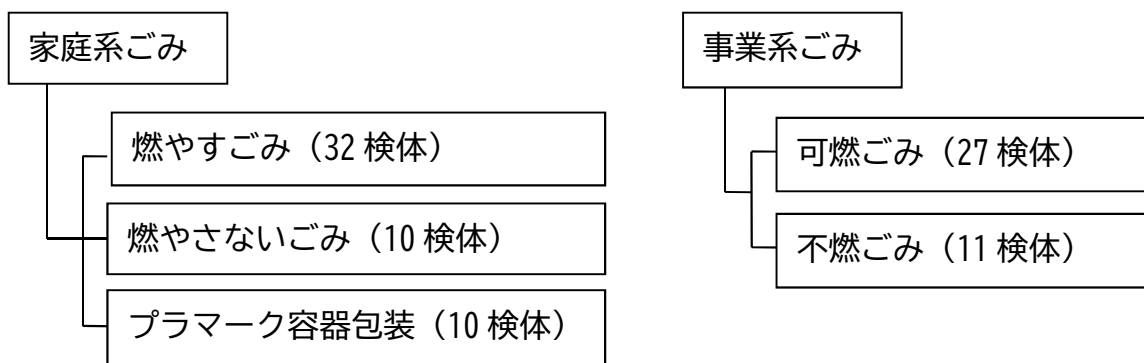 家庭系ごみ
燃やすごみ（32 検体）
燃やさないごみ（10 検体）
プラマーク容器包装（10 検体）
事業系ごみ
可燃ごみ（27 検体）
不燃ごみ（11 検体）